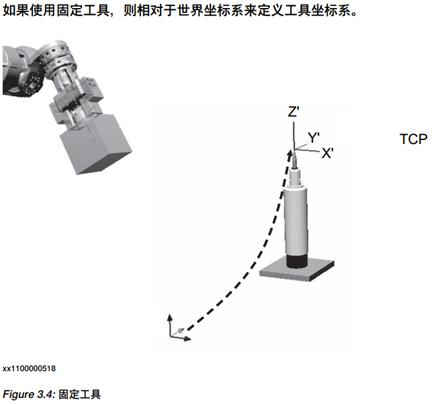 如果使用固定工具，则相对于世界坐标系来定义工具坐标系。
Z'
Y'
X'
TCP
xx1100000518
Figure 3.4: 固定工具